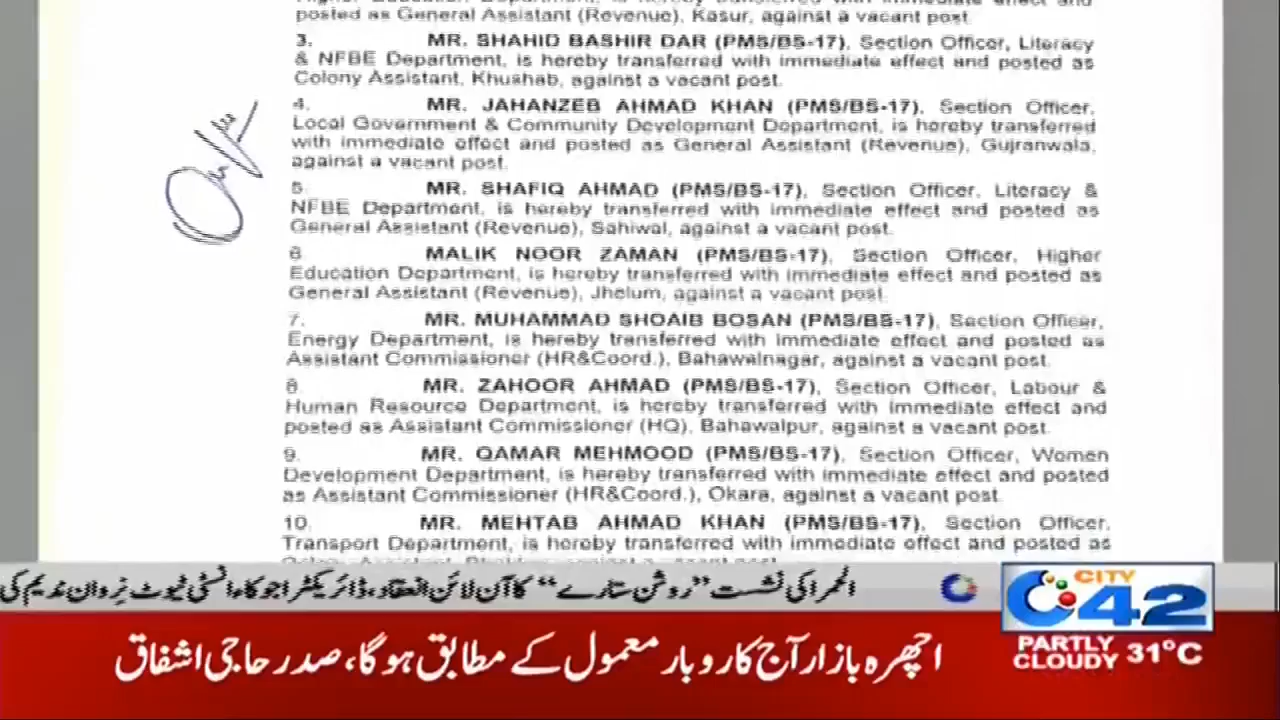 posted as General Assistant (Revenue), Kasur, against a vacant post.
3. MR. SHAHID BASHIR DAR (PMS/BS-17), Section Officer, Literacy
& NFBE Department, is hereby transferred with immediate effect and posted as
Colony Assistant, Khushab, against a vacant post.
4. MR. JAHANZEB AHMAD KHAN (PMS/BS-17), Section Officer,
Local Government & Community Development Department, is hereby transferred
with immediate effect and posted as General Assistant (Revenue), Gujranwala,
against a vacant post.
5. MR. SHAFIQ AHMAD (PMS/BS-17), Section Officer, Literacy &
NFBE Department, is hereby transferred with immediate effect and posted as
General Assistant (Revenue), Sahiwal, against a vacant post.
6. MALIK NOOR ZAMAN (PMS/BS-17), Section Officer, Higher
Education Department, is hereby transferred with immediate effect and posted as
General Assistant (Revenue), Jhelum, against a vacant post.
7. MR. MUHAMMAD SHOAIB BOSAN (PMS/BS-17), Section Officer,
Energy Department, is hereby transferred with immediate effect and posted as
Assistant Commissioner (HR&Coord.), Bahawalnagar, against a vacant post.
8. MR. ZAHOOR AHMAD (PMS/BS-17), Section Officer, Labour &
Human Resource Department, is hereby transferred with immediate effect and
posted as Assistant Commissioner (HQ), Bahawalpur, against a vacant post.
9. MR. QAMAR MEHMOOD (PMS/BS-17), Section Officer, Women
Development Department, is hereby transferred with immediate effect and posted
as Assistant Commissioner (HR&Coord.), Okara, against a vacant post.
10. MR. MEHTAB AHMAD KHAN (PMS/BS-17), Section Officer,
Transport Department, is hereby transferred with immediate effect and posted as
الحمرا کی نشست "روشن ستارے" کا آن لائن انعقاد، ڈائریکٹر اجوکا، انسٹی ٹیوٹ نروان ندیم کی
CITY
42
اچھرہ بازار آج کاروبار معمول کے مطابق ہوگا، صدر حاجی اشفاق
PARTLY
CLOUDY 31°C